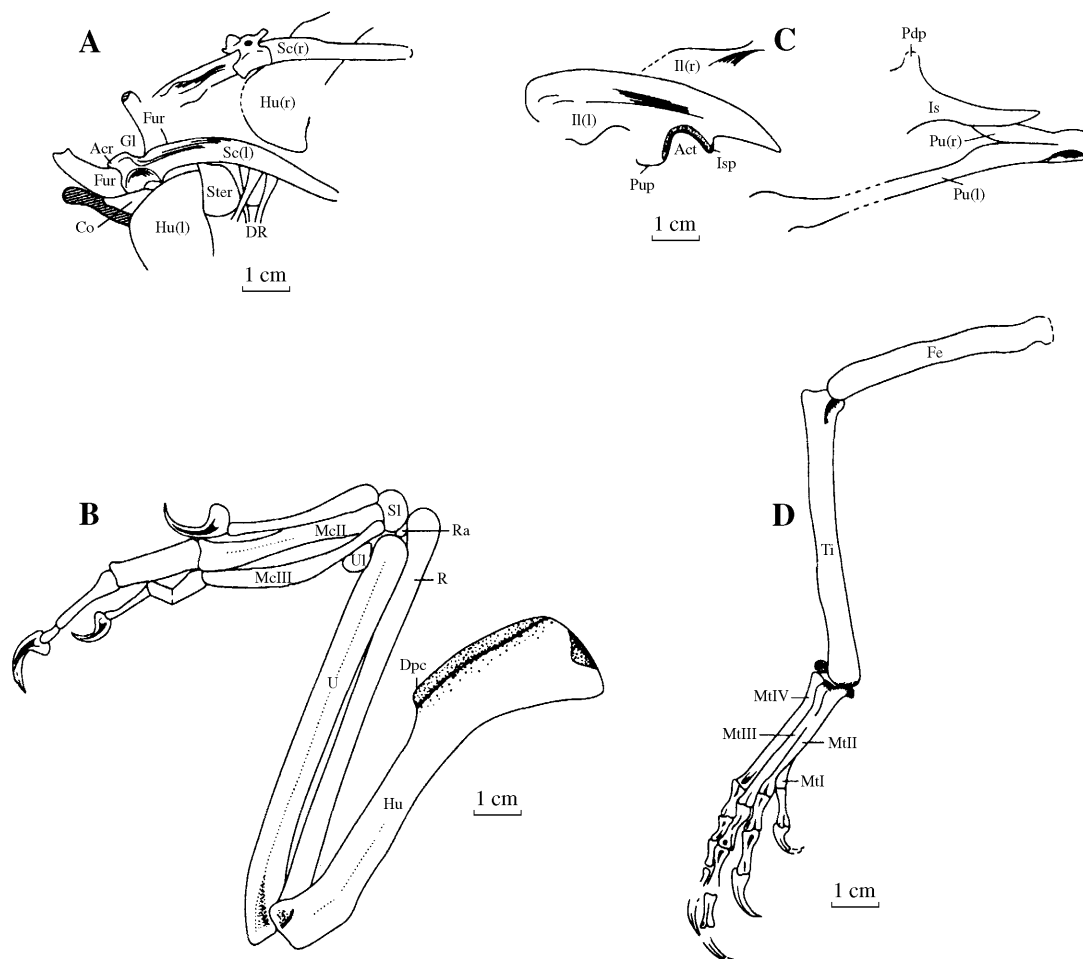 A
Sc(r)
Hu(r)
Fur
Gl
Acr
Sc(l)
Fur
Ster
Co
Hu(l)
DR
1 cm
C
Pdp
Il(r)
Is
Il(l)
Pu(r)
Act
Isp
Pup
Pu(l)
1 cm
B
Sl
McII
Ra
Ul
McIII
R
Dpc
U
Hu
1 cm
Fe
D
Ti
MtIV
MtIII
MtII
MtI
1 cm